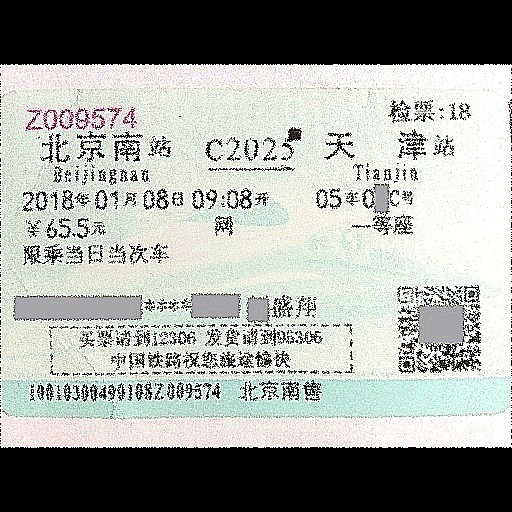 Z009574 检票:18
北京南站 C2025 天津站
Beijingnan Tianjin
2018年01月08日 09:08开 05车0 C号
￥65.5元 网 一等座
限乘当日当次车
**** 盛翔
买票请到12306 发货请到95306
中国铁路祝您旅途愉快
10010300490108Z009574 北京南售